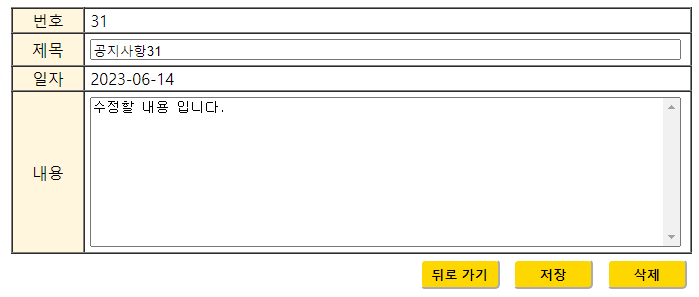 번호 31
제목 공지사항31
일자 2023-06-14
내용 수정할 내용 입니다.
뒤로 가기 저장 삭제